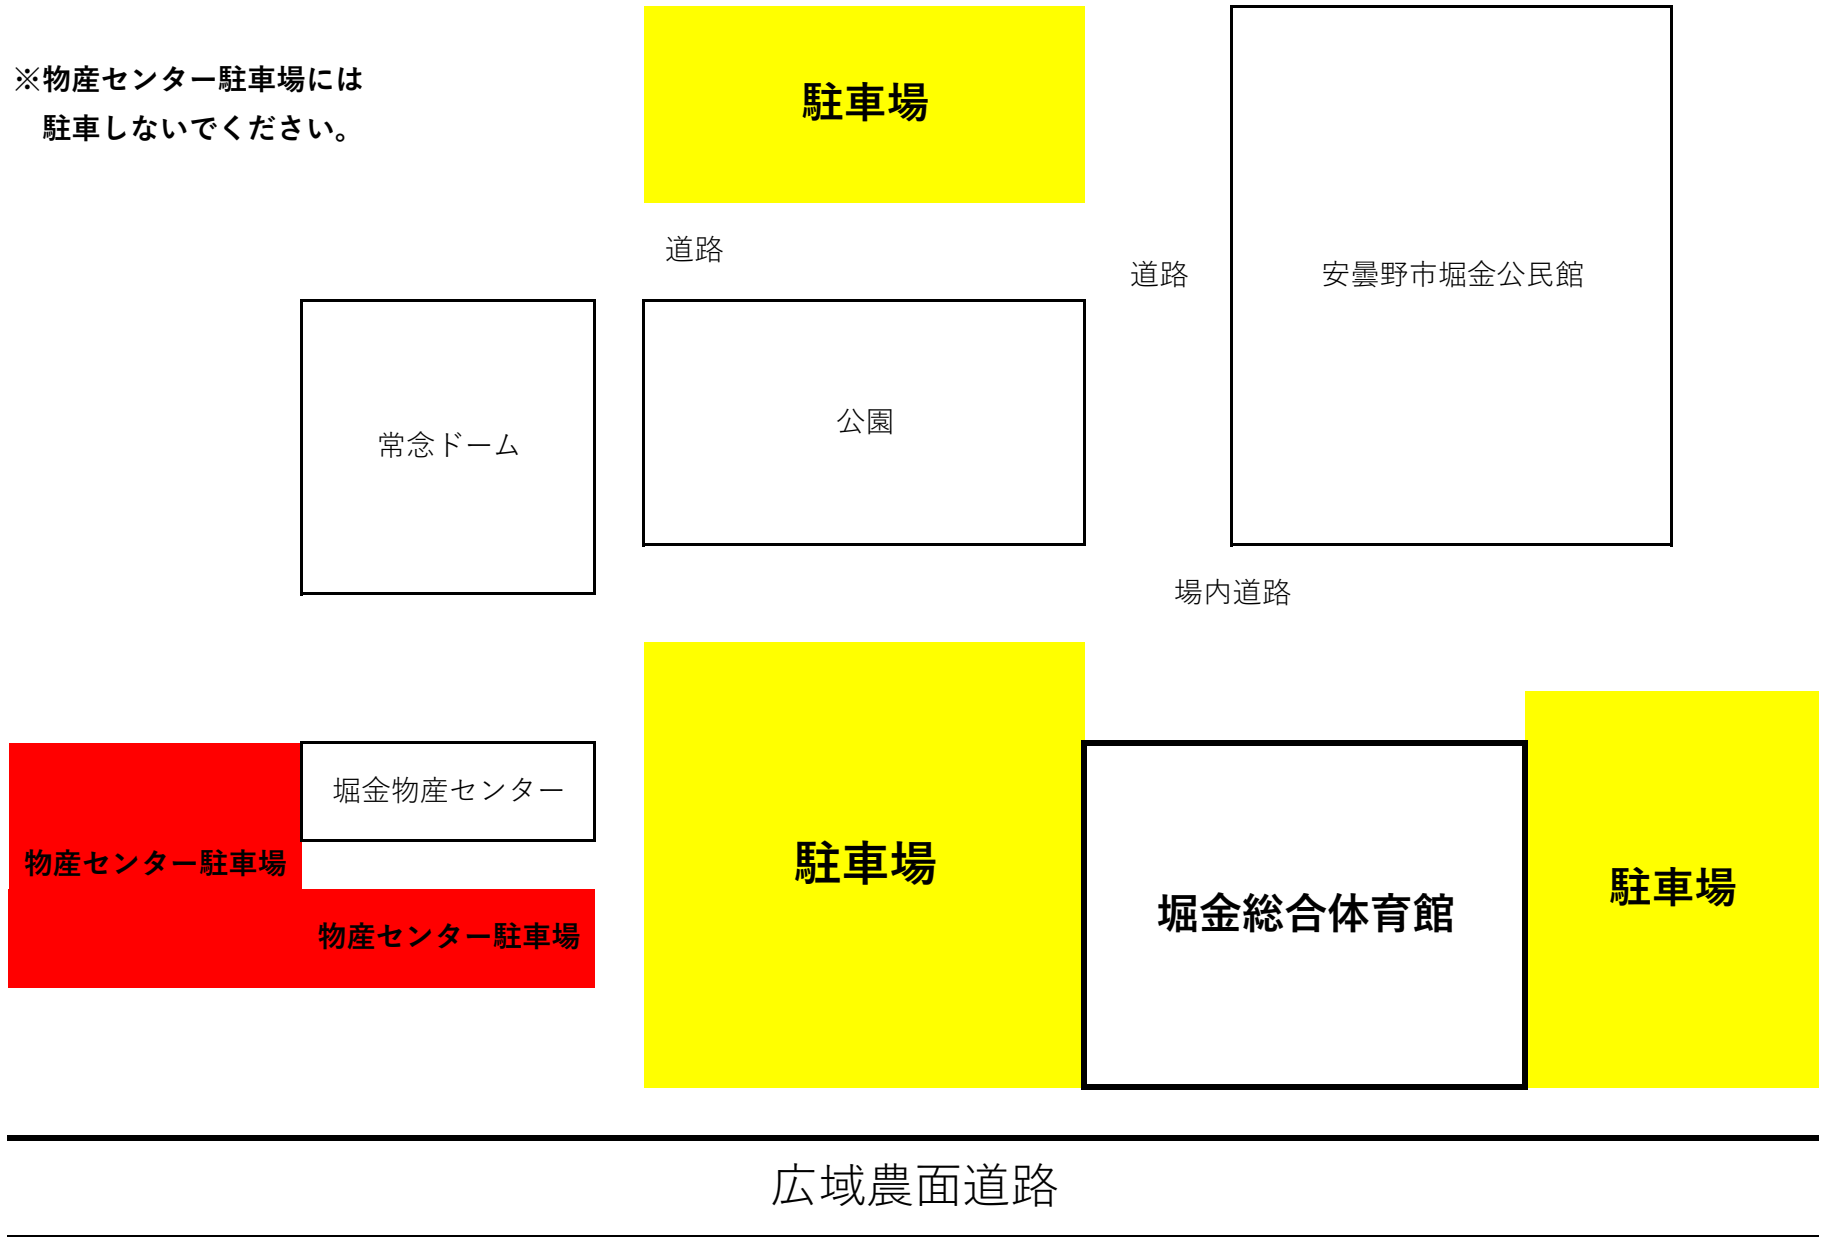 ※物産センター駐車場には
駐車しないでください。
駐車場
道路
道路
安曇野市堀金公民館
常念ドーム
公園
場内道路
堀金物産センター
物産センター駐車場
物産センター駐車場
駐車場
堀金総合体育館
駐車場
広域農面道路